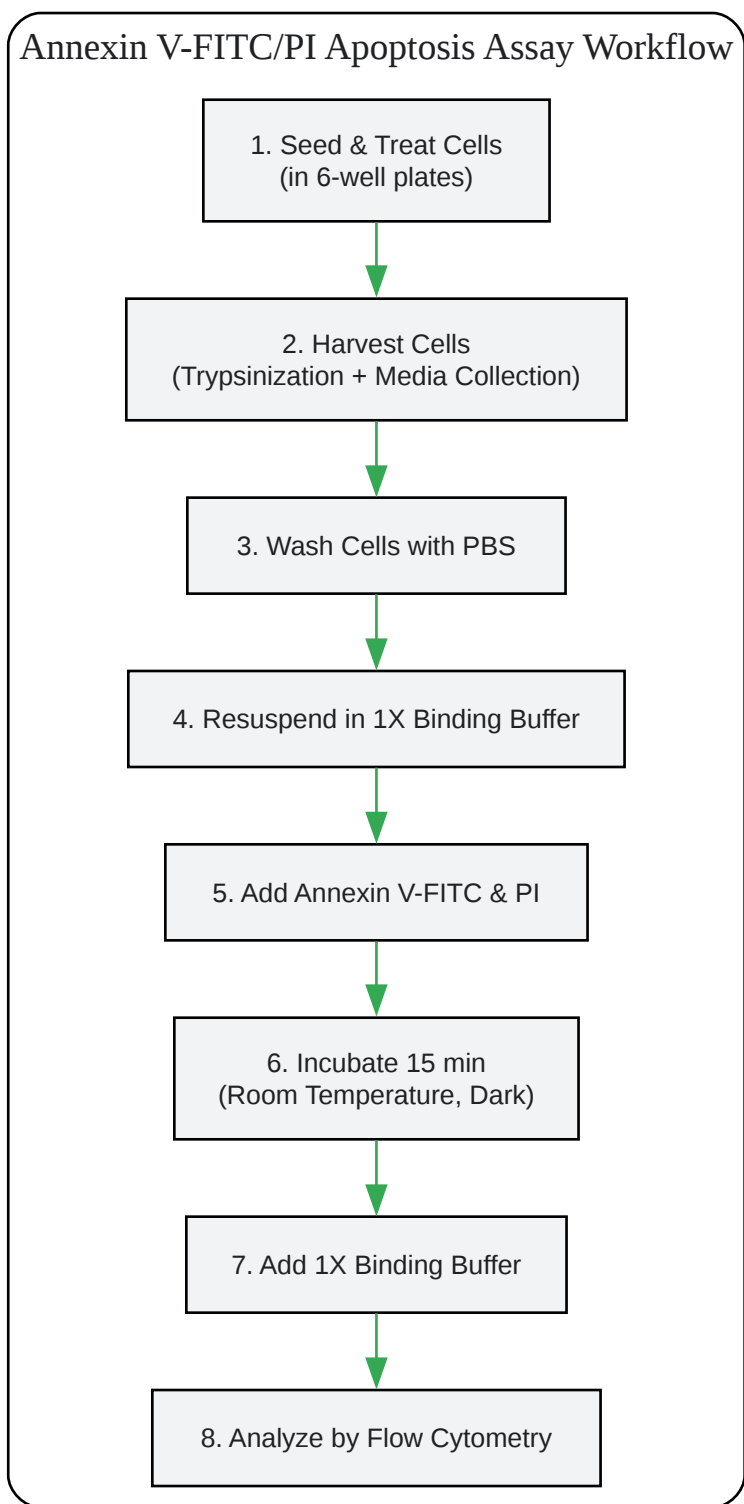 Annexin V-FITC/PI Apoptosis Assay Workflow
1. Seed & Treat Cells
(in 6-well plates)
2. Harvest Cells
(Trypsinization + Media Collection)
3. Wash Cells with PBS
4. Resuspend in 1X Binding Buffer
5. Add Annexin V-FITC & PI
6. Incubate 15 min
(Room Temperature, Dark)
7. Add 1X Binding Buffer
8. Analyze by Flow Cytometry